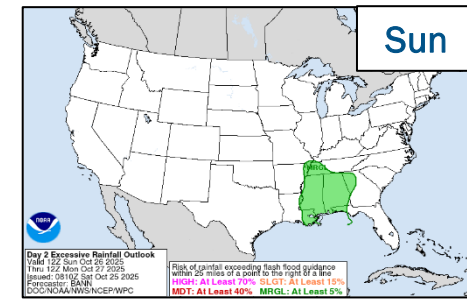 Sun
MRGL
noaa
Day 2 Excessive Rainfall Outlook
Valid 12Z Sun Oct 26 2025
Thru 12Z Mon Oct 27 2025
Issued: 0810Z Sat Oct 25 2025
Forecaster: BANN
DOC/NOAA/NWS/NCEP/WPC
Risk of rainfall exceeding flash flood guidance
within 25 miles of a point to the right of a line
HIGH: At Least 70% SLGT: At Least 15%
MDT: At Least 40% MRGL: At Least 5%